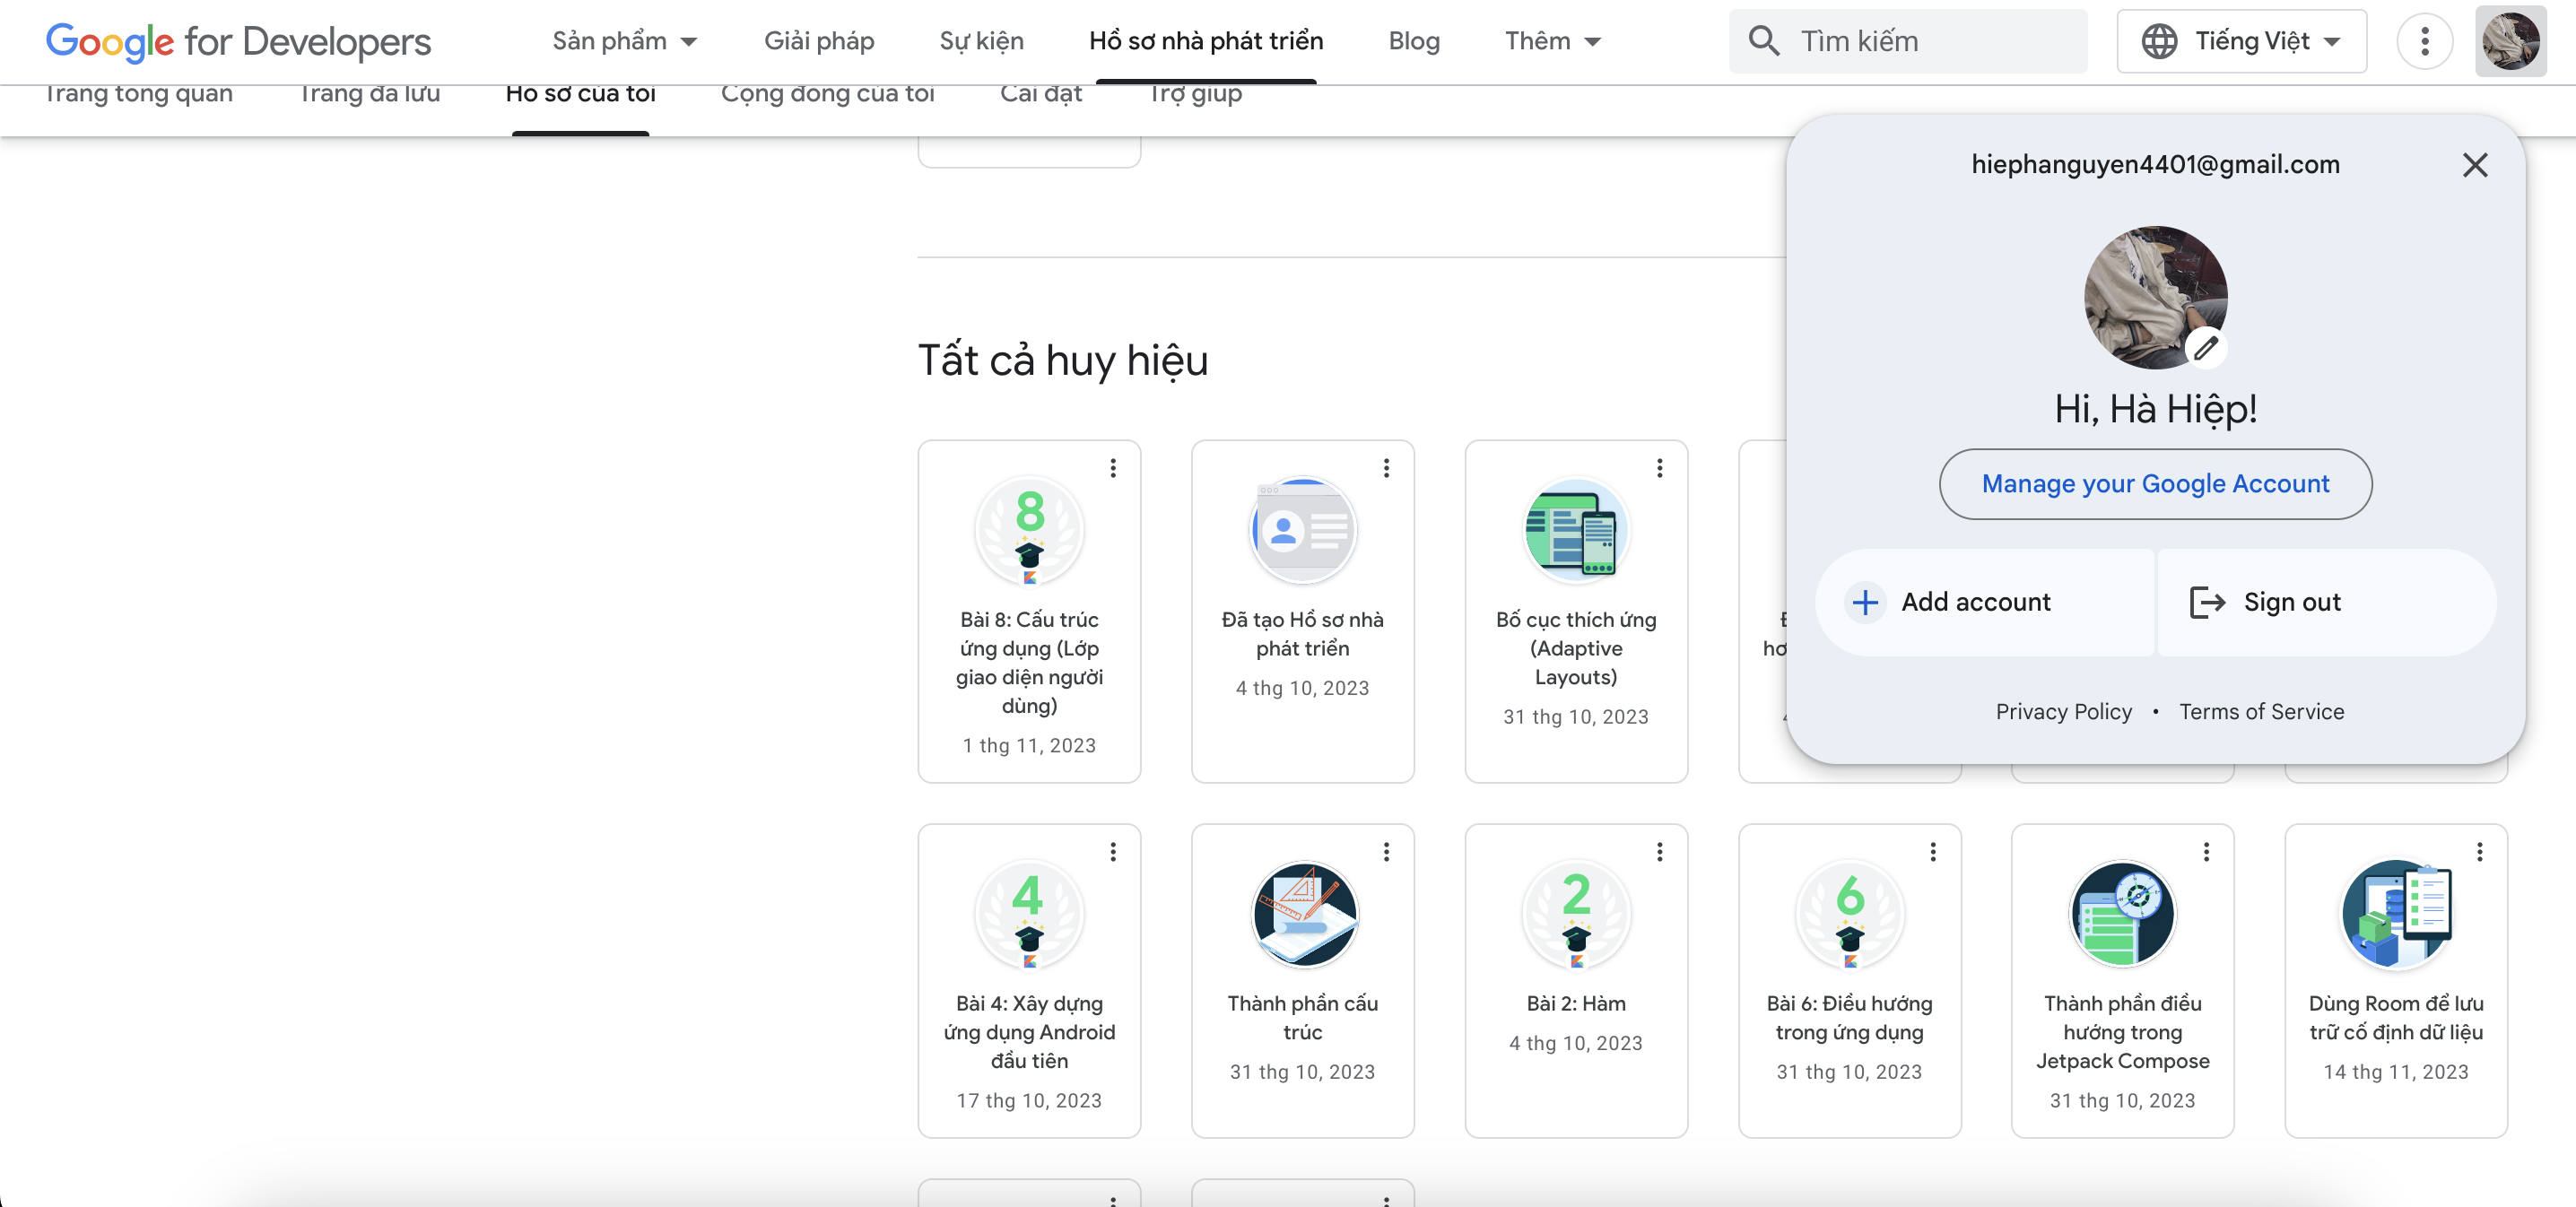 Google for Developers
Sản phẩm
Giải pháp
Sự kiện
Hồ sơ nhà phát triển
Blog
Thêm
Tìm kiếm
Tiếng Việt
Trang tổng quan
Trang đã lưu
Hồ sơ của tôi
Cộng đồng của tôi
Cài đặt
Trợ giúp
hiephanguyen4401@gmail.com
Hi, Hà Hiệp!
Manage your Google Account
Add account
Sign out
Privacy Policy • Terms of Service
Tất cả huy hiệu
8
Bài 8: Cấu trúc
ứng dụng (Lớp
giao diện người
dùng)
1 thg 11, 2023
Đã tạo Hồ sơ nhà
phát triển
4 thg 10, 2023
Bố cục thích ứng
(Adaptive
Layouts)
31 thg 10, 2023
4
Bài 4: Xây dựng
ứng dụng Android
đầu tiên
17 thg 10, 2023
Thành phần cấu
trúc
31 thg 10, 2023
2
Bài 2: Hàm
4 thg 10, 2023
6
Bài 6: Điều hướng
trong ứng dụng
31 thg 10, 2023
Thành phần điều
hướng trong
Jetpack Compose
31 thg 10, 2023
Dùng Room để lưu
trữ cố định dữ liệu
14 thg 11, 2023